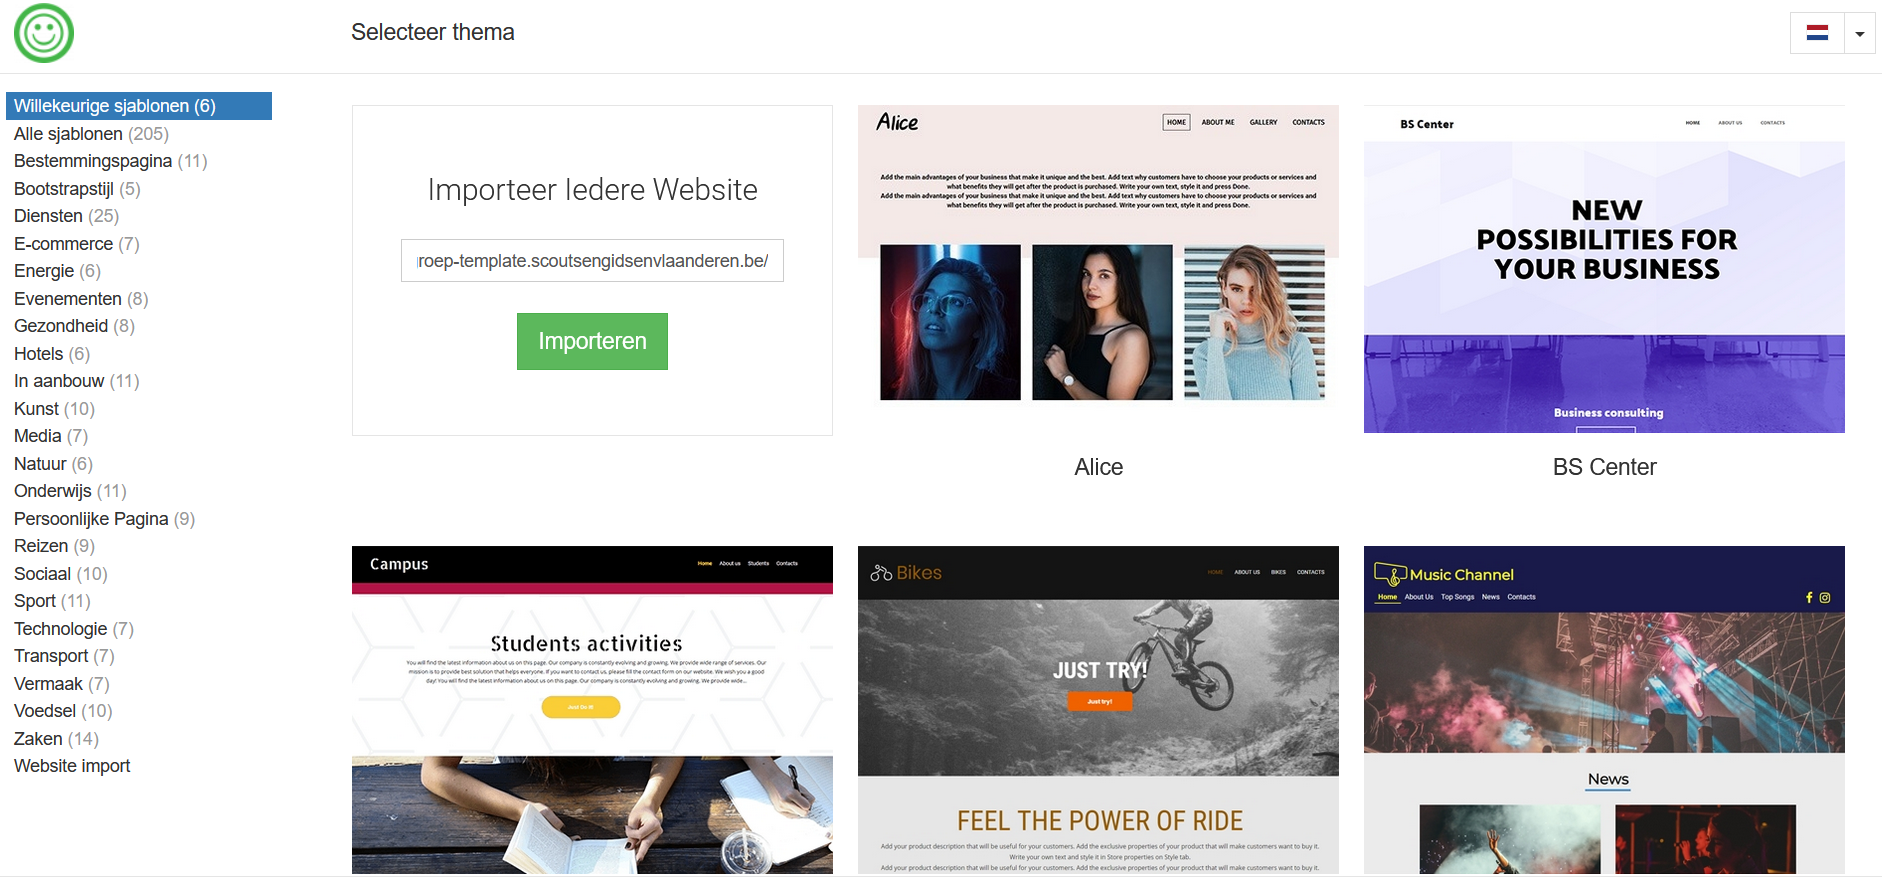 Selecteer thema
Willekeurige sjablonen (6)
Alle sjablonen (205)
Bestemmingspagina (11)
Bootstrapstijl (5)
Diensten (25)
E-commerce (7)
Energie (6)
Evenementen (8)
Gezondheid (8)
Hotels (6)
In aanbouw (11)
Kunst (10)
Media (7)
Natuur (6)
Onderwijs (11)
Persoonlijke Pagina (9)
Reizen (9)
Sociaal (10)
Sport (11)
Technologie (7)
Transport (7)
Vermaak (7)
Voedsel (10)
Zaken (14)
Website import
Importeer Iedere Website
roep-template.scoutsengidsenvlaanderen.be/
Importeren
Alice
HOME ABOUT ME GALLERY CONTACTS
Add the main advantages of your business that make it unique and the best. Add text why customers have to choose your products or services and
what benefits they will get after the product is purchased. Write your own text, style it and press Done.
Add the main advantages of your business that make it unique and the best. Add text why customers have to choose your products or services and
what benefits they will get after the product is purchased. Write your own text, style it and press Done.
Alice
BS Center
HOME ABOUT US CONTACTS
NEW
POSSIBILITIES FOR
YOUR BUSINESS
Business consulting
BS Center
Campus
Home About us Students Contacts
Students activities
You will find the latest information about us on this page. Our company is constantly evolving and growing. We provide wide range of services. Our
mission is to provide best solution that helps everyone. If you want to contact us, please fill the contact form on our website. We wish you a good
day! You will find the latest information about us on this page. Our company is constantly evolving and growing. We provide wide...
Just Do It!
Bikes
HOME ABOUT US BIKES CONTACTS
JUST TRY!
Just try!
FEEL THE POWER OF RIDE
Add your product description that will be useful for your customers. Add the exclusive properties of your product that will make customers want to buy it.
Write your own text and style it in Store properties on Style tab.
Add your product description that will be useful for your customers. Add the exclusive properties of your product that will make customers want to buy it.
Music Channel
Home About Us Top Songs News Contacts
News